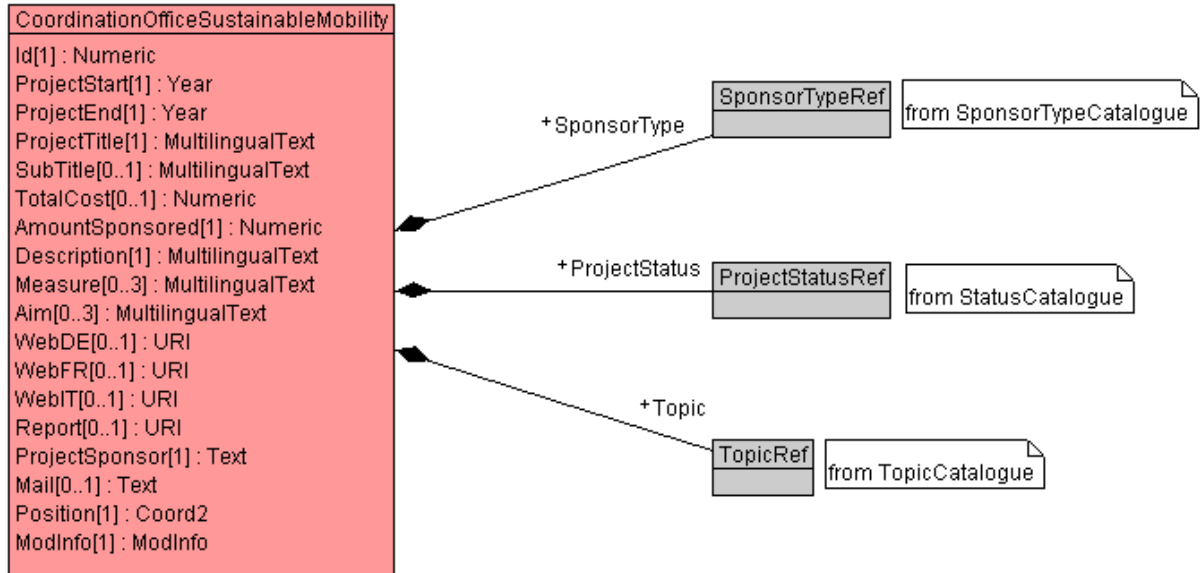 CoordinationOfficeSustainableMobility
Id[1] : Numeric
ProjectStart[1] : Year
ProjectEnd[1] : Year
ProjectTitle[1] : MultilingualText
SubTitle[0..1] : MultilingualText
TotalCost[0..1] : Numeric
AmountSponsored[1] : Numeric
Description[1] : MultilingualText
Measure[0..3] : MultilingualText
Aim[0..3] : MultilingualText
WebDE[0..1] : URI
WebFR[0..1] : URI
WebIT[0..1] : URI
Report[0..1] : URI
ProjectSponsor[1] : Text
Mail[0..1] : Text
Position[1] : Coord2
ModInfo[1] : ModInfo
+SponsorType
SponsorTypeRef
from SponsorTypeCatalogue
+ProjectStatus
ProjectStatusRef
from StatusCatalogue
+Topic
TopicRef
from TopicCatalogue